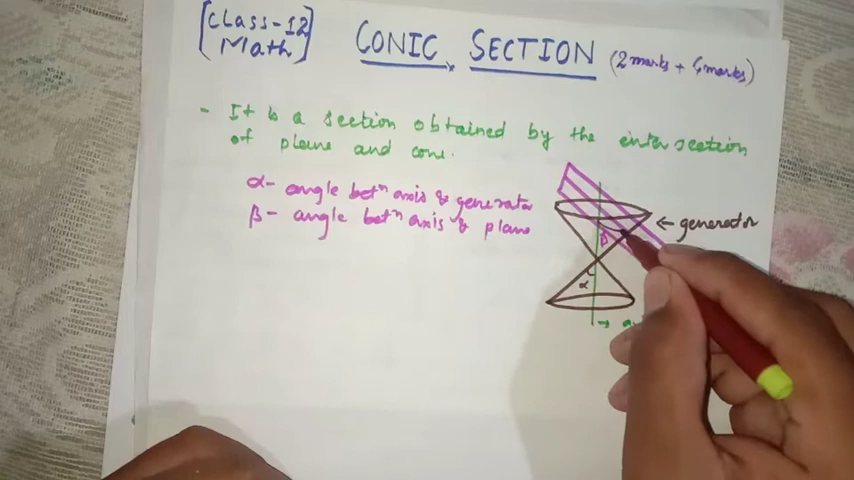 [Class-12
Math]
CONIC SECTION (2 marks + 4 marks)
- It is a section obtained by the intersection
of plane and cone.
α- angle betⁿ axis & generator
β- angle betⁿ axis & plane
β
← generator
α
→